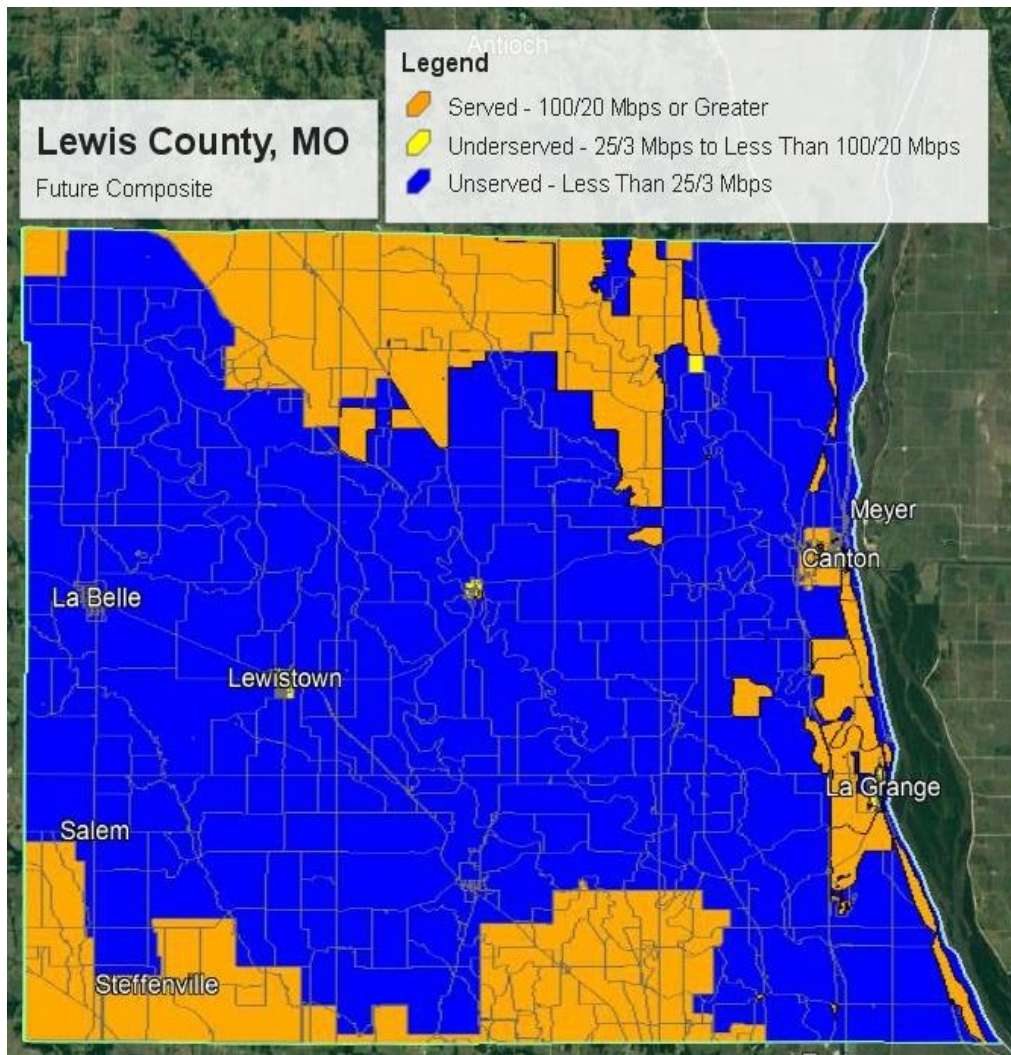 Antioch
Legend
Served - 100/20 Mbps or Greater
Underserved - 25/3 Mbps to Less Than 100/20 Mbps
Unserved - Less Than 25/3 Mbps
Lewis County, MO
Future Composite
Meyer
Canton
La Belle
Lewistown
La Grange
Salem
Steffenville